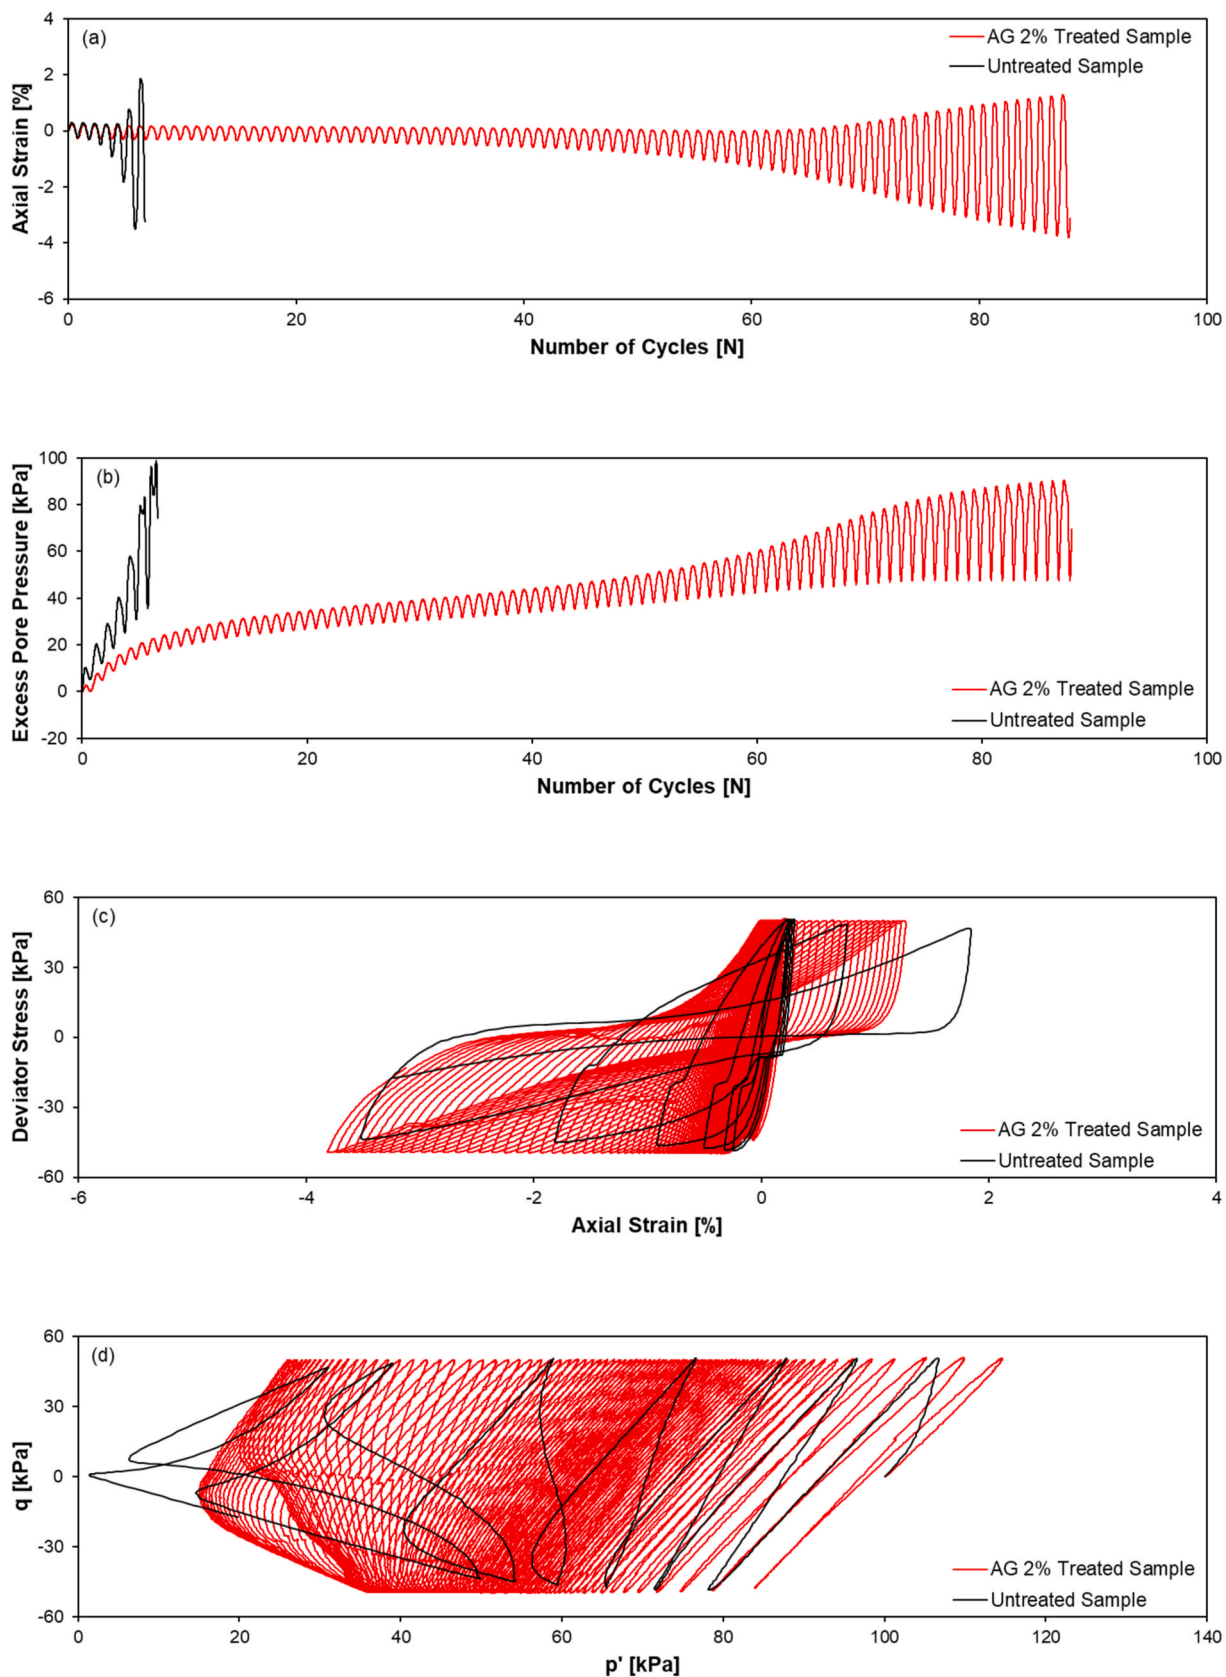 4
(a)
AG 2% Treated Sample
Untreated Sample
2
0
-2
-4
-6
Axial Strain [%]
0 20 40 60 80 100
Number of Cycles [N]
100
(b)
80
60
40
20
0
-20
Excess Pore Pressure [kPa]
AG 2% Treated Sample
Untreated Sample
0 20 40 60 80 100
Number of Cycles [N]
60
(c)
30
0
-30
-60
Deviator Stress [kPa]
AG 2% Treated Sample
Untreated Sample
-6 -4 -2 0 2 4
Axial Strain [%]
60
(d)
30
0
-30
-60
q [kPa]
AG 2% Treated Sample
Untreated Sample
0 20 40 60 80 100 120 140
p' [kPa]